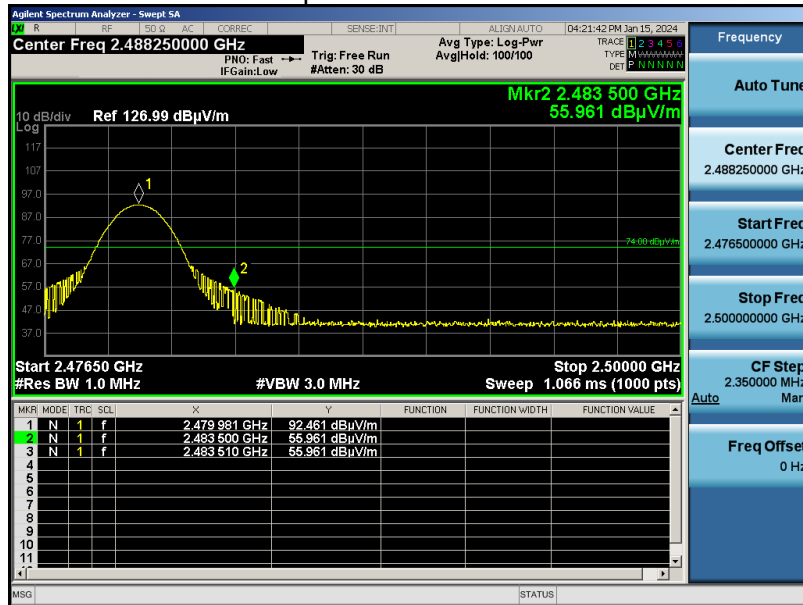 Agilent Spectrum Analyzer - Swept SA
LXI R RF 50 Ω AC CORREC SENSE:INT ALIGN AUTO 04:21:42 PM Jan 15, 2024
Center Freq 2.488250000 GHz
PNO: Fast
IFGain:Low
Trig: Free Run
#Atten: 30 dB
Avg Type: Log-Pwr
Avg|Hold: 100/100
TRACE 1 2 3 4 5 6
TYPE M
DET P N N N N N
Mkr2 2.483 500 GHz
55.961 dBµV/m
10 dB/div Ref 126.99 dBµV/m
Log
117
107
97.0
87.0
77.0
67.0
57.0
47.0
37.0
1
2
74.00 dBµV/m
Start 2.47650 GHz Stop 2.50000 GHz
#Res BW 1.0 MHz #VBW 3.0 MHz Sweep 1.066 ms (1000 pts)
MKR MODE TRC SCL X Y FUNCTION FUNCTION WIDTH FUNCTION VALUE
1 N 1 f 2.479 981 GHz 92.461 dBµV/m
2 N 1 f 2.483 500 GHz 55.961 dBµV/m
3 N 1 f 2.483 510 GHz 55.961 dBµV/m
4
5
6
7
8
9
10
11
MSG STATUS
Frequency
Auto Tune
Center Freq
2.488250000 GHz
Start Freq
2.476500000 GHz
Stop Freq
2.500000000 GHz
CF Step
2.350000 MHz
Auto Man
Freq Offset
0 Hz